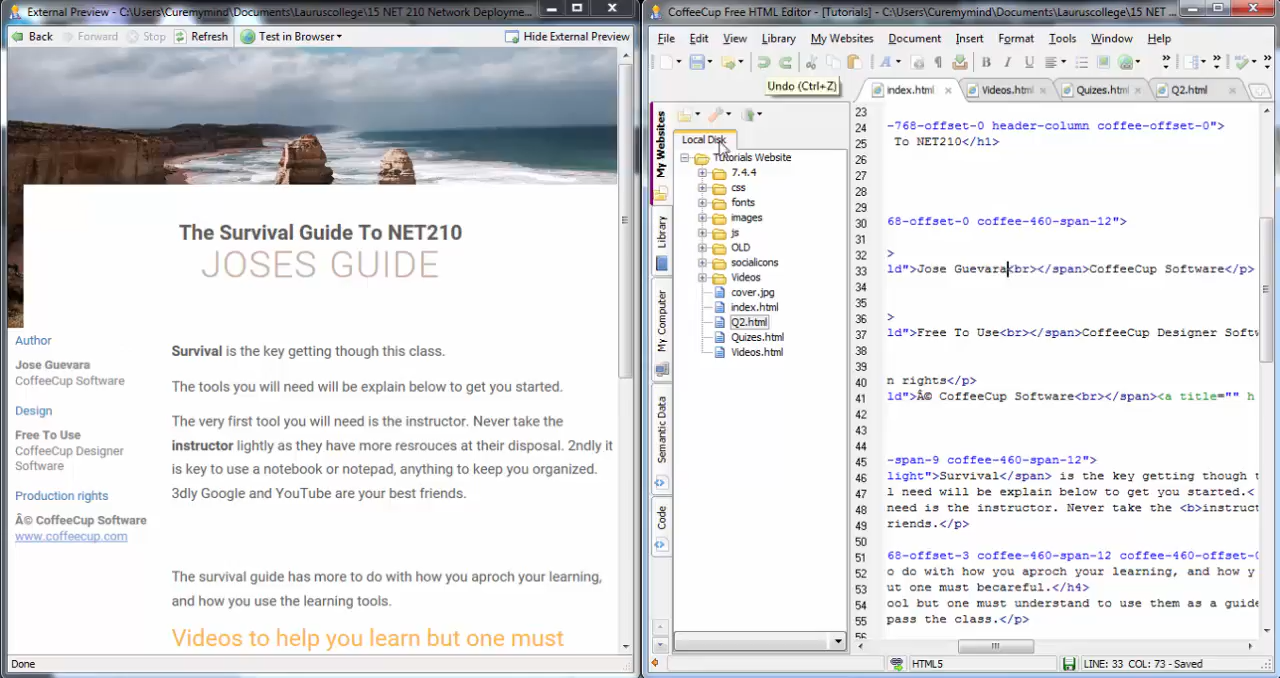 External Preview - C:\Users\Curemymind\Documents\Lauruscollege\15 NET 210 Network Deployme...
Back Forward Stop Refresh Test in Browser Hide External Preview
The Survival Guide To NET210
JOSES GUIDE
Author
Jose Guevara
CoffeeCup Software
Design
Free To Use
CoffeeCup Designer
Software
Production rights
Â© CoffeeCup Software
www.coffeecup.com
Survival is the key getting though this class.
The tools you will need will be explain below to get you started.
The very first tool you will need is the instructor. Never take the
instructor lightly as they have more resrouces at their disposal. 2ndly it
is key to use a notebook or notepad, anything to keep you organized.
3dly Google and YouTube are your best friends.
The survival guide has more to do with how you aproch your learning,
and how you use the learning tools.
Videos to help you learn but one must
Done
CoffeeCup Free HTML Editor - [Tutorials] - C:\Users\Curemymind\Documents\Lauruscollege\15 NET ...
File Edit View Library My Websites Document Insert Format Tools Window Help
B I U
Undo (Ctrl+Z)
index.html Videos.html Quizes.html Q2.html
My Websites
Library
My Computer
Semantic Data
Code
Local Disk
Tutorials Website
7.4.4
css
fonts
images
js
OLD
socialicons
Videos
cover.jpg
index.html
Q2.html
Quizes.html
Videos.html
23
24 -768-offset-0 header-column coffee-offset-0">
25 To NET210</h1>
26
27
28
29
30 68-offset-0 coffee-460-span-12">
31
32 >
33 ld">Jose Guevara<br></span>CoffeeCup Software</p>
34
35
36 >
37 ld">Free To Use<br></span>CoffeeCup Designer Softw
38
39
40 n rights</p>
41 ld">Â© CoffeeCup Software<br></span><a title="" h
42
43
44
45 -span-9 coffee-460-span-12">
46 light">Survival</span> is the key getting though t
47 l need will be explain below to get you started.<
48 need is the instructor. Never take the <b>instruct
49 riends.</p>
50
51 68-offset-3 coffee-460-span-12 coffee-460-offset-0
52 o do with how you aproch your learning, and how y
53 ut one must becareful.</h4>
54 ool but one must understand to use them as a guide
55 pass the class.</p>
56
HTML5 LINE: 33 COL: 73 - Saved